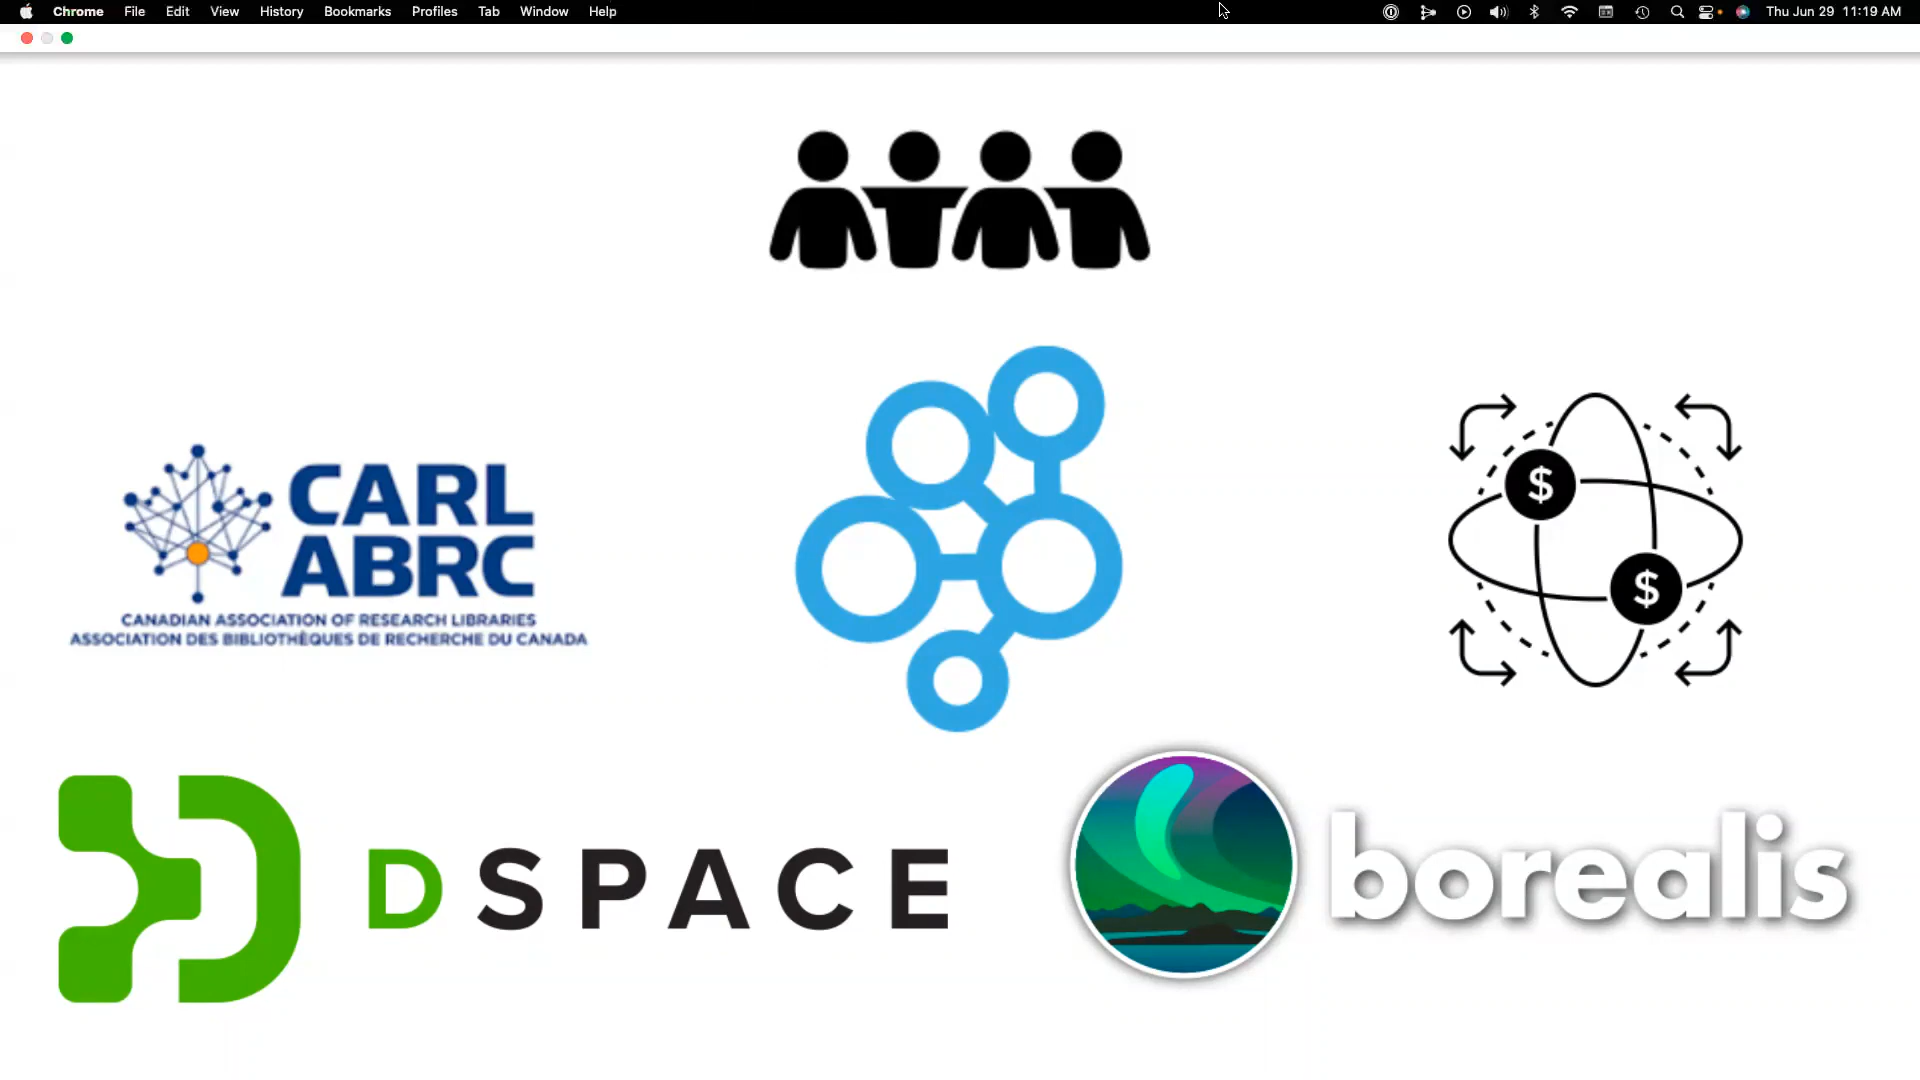 Chrome File Edit View History Bookmarks Profiles Tab Window Help Thu Jun 29 11:19 AM
CARL
ABRC
CANADIAN ASSOCIATION OF RESEARCH LIBRARIES
ASSOCIATION DES BIBLIOTHÈQUES DE RECHERCHE DU CANADA
$
$
DSPACE
borealis